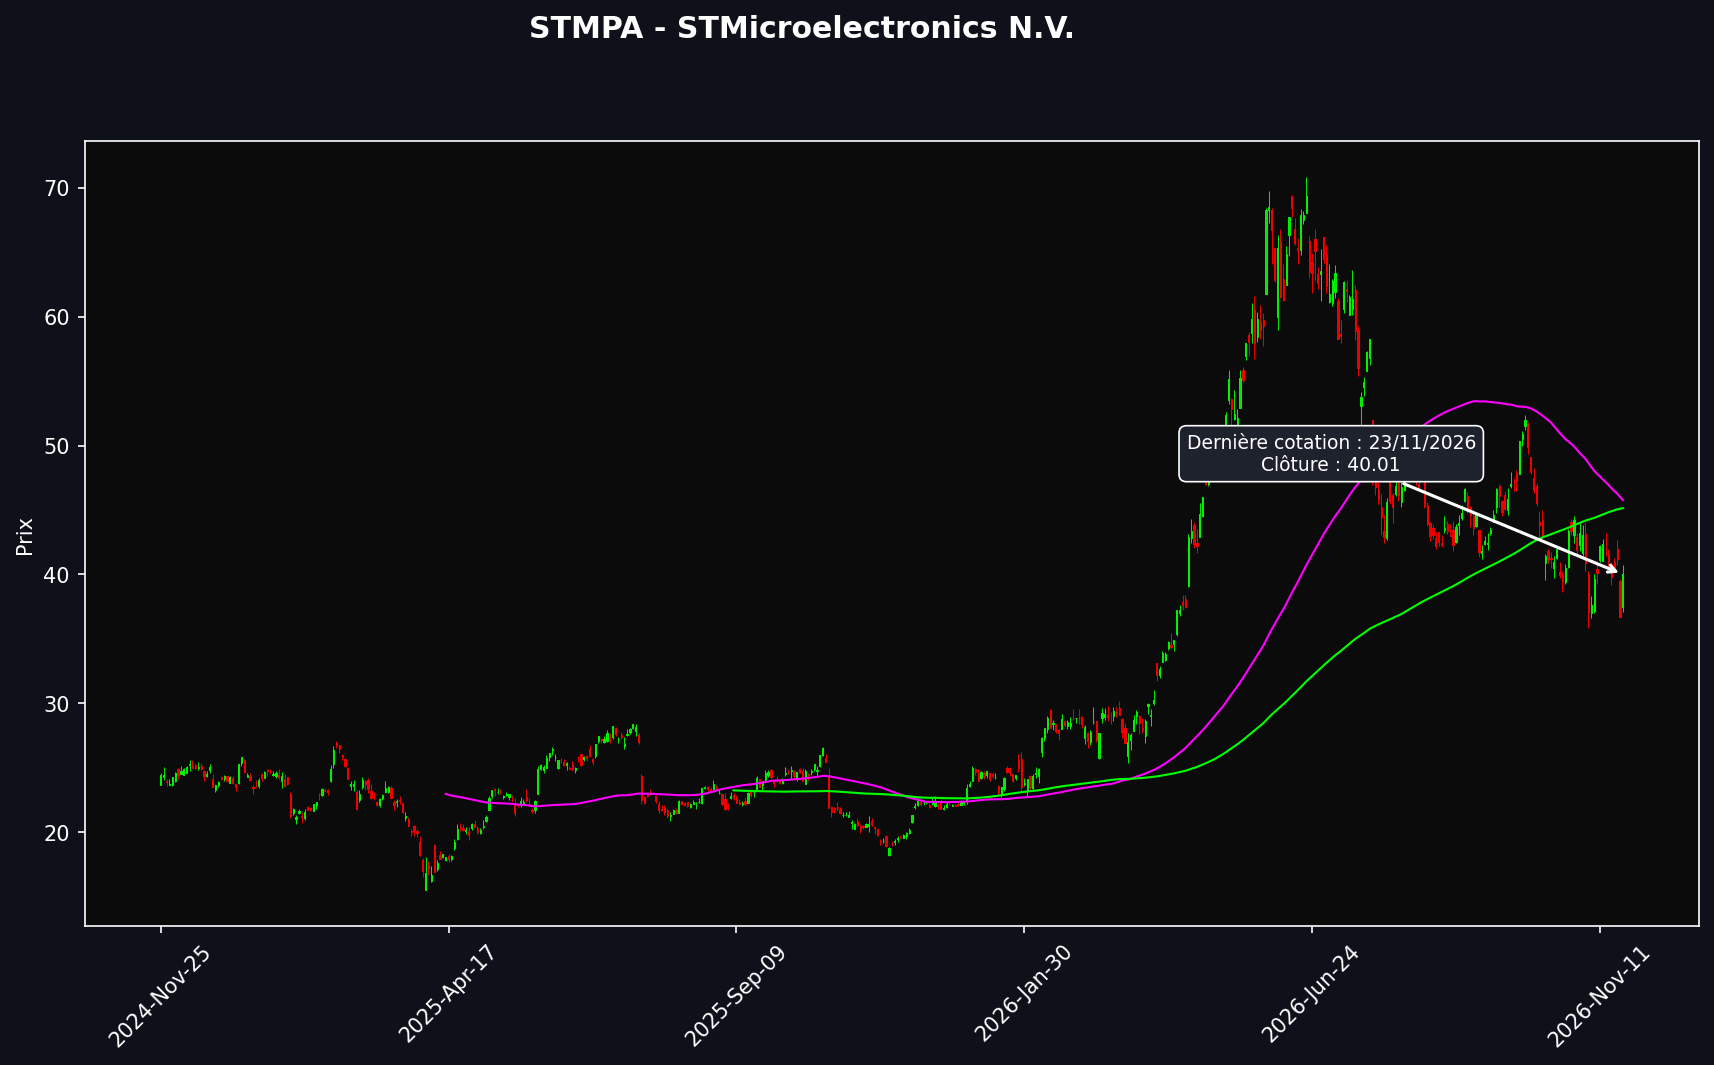 STMPA - STMicroelectronics N.V.
Prix
70
60
50
40
30
20
Dernière cotation : 23/11/2026
Clôture : 40.01
2024-Nov-25
2025-Apr-17
2025-Sep-09
2026-Jan-30
2026-Jun-24
2026-Nov-11